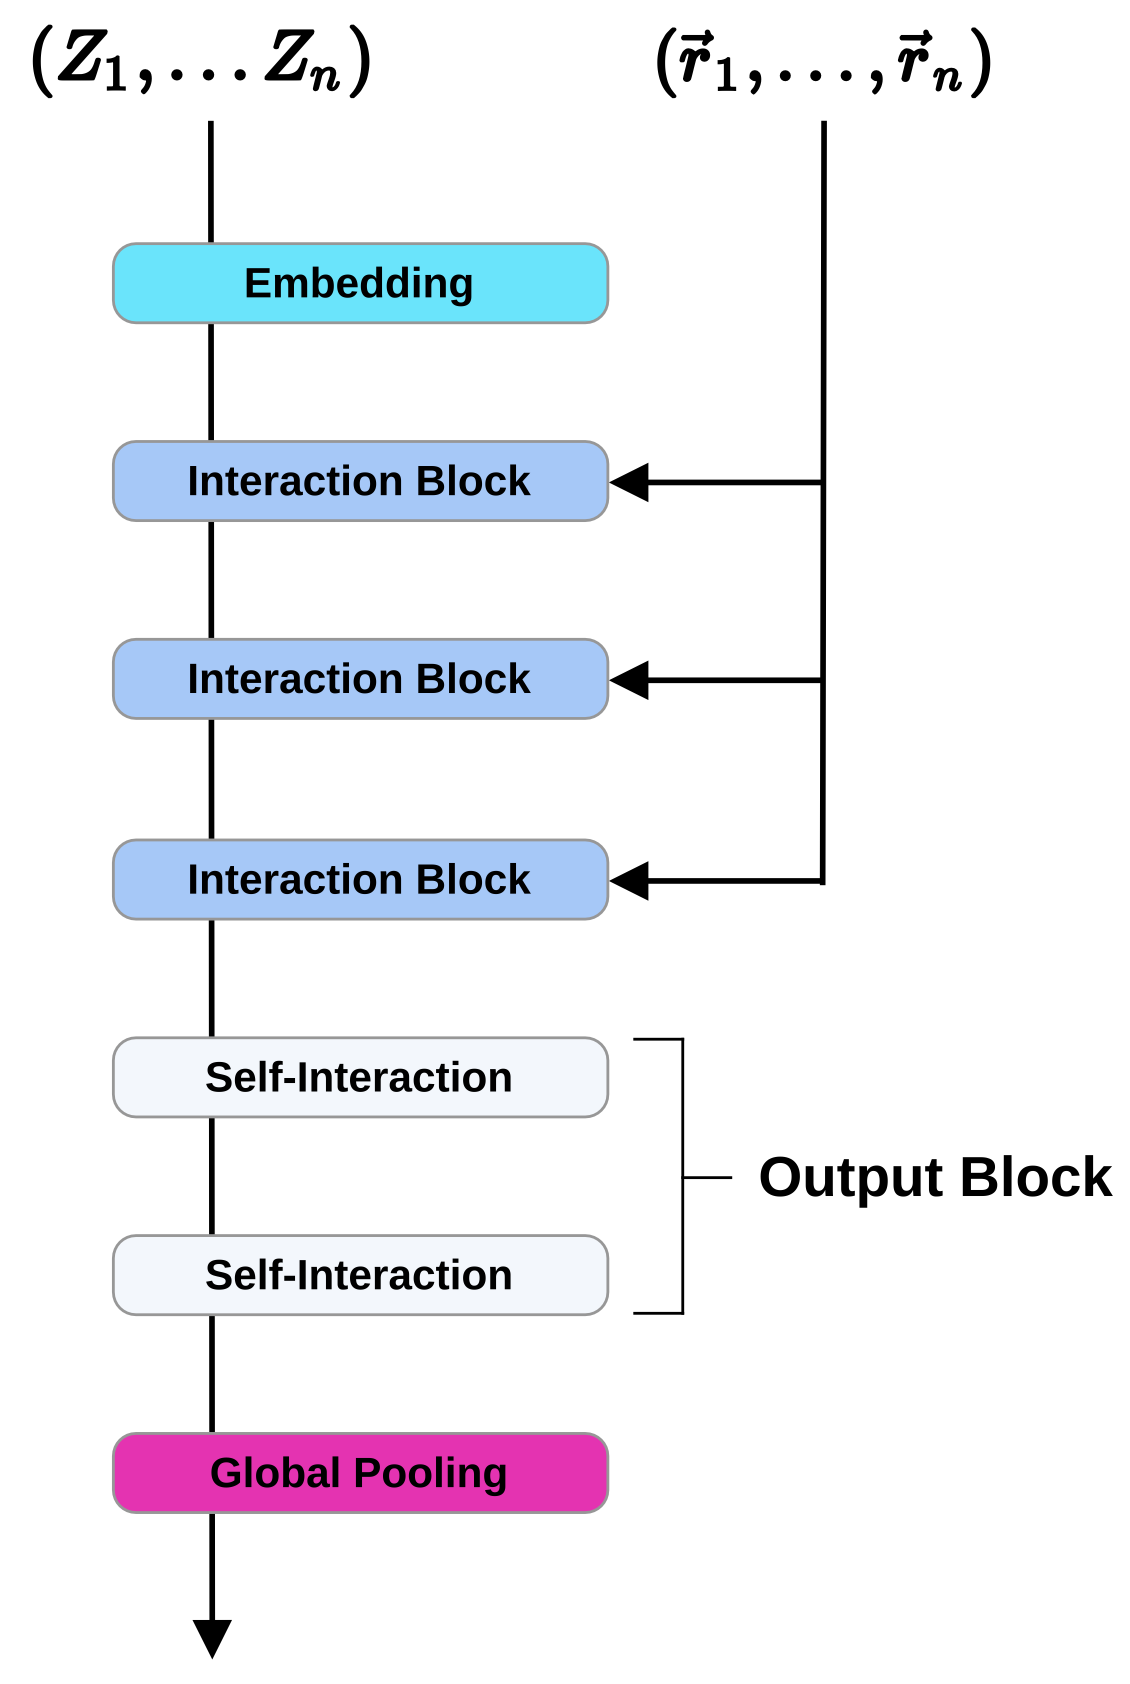 (Z₁, . . . Zₙ)
(r⃗₁, . . . , r⃗ₙ)
Embedding
Interaction Block
Interaction Block
Interaction Block
Self-Interaction
Output Block
Self-Interaction
Global Pooling